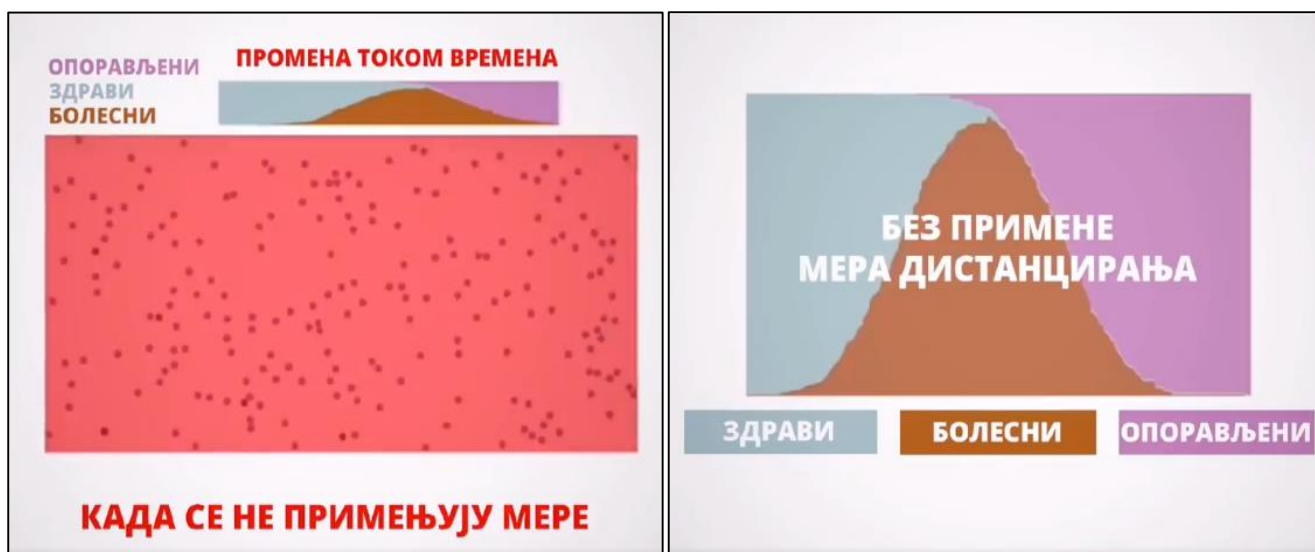 ПРОМЕНА ТОКОМ ВРЕМЕНА
ОПОРАВЉЕНИ
ЗДРАВИ
БОЛЕСНИ
КАДА СЕ НЕ ПРИМЕЊУЈУ МЕРЕ
БЕЗ ПРИМЕНЕ
МЕРА ДИСТАНЦИРАЊА
ЗДРАВИ
БОЛЕСНИ
ОПОРАВЉЕНИ